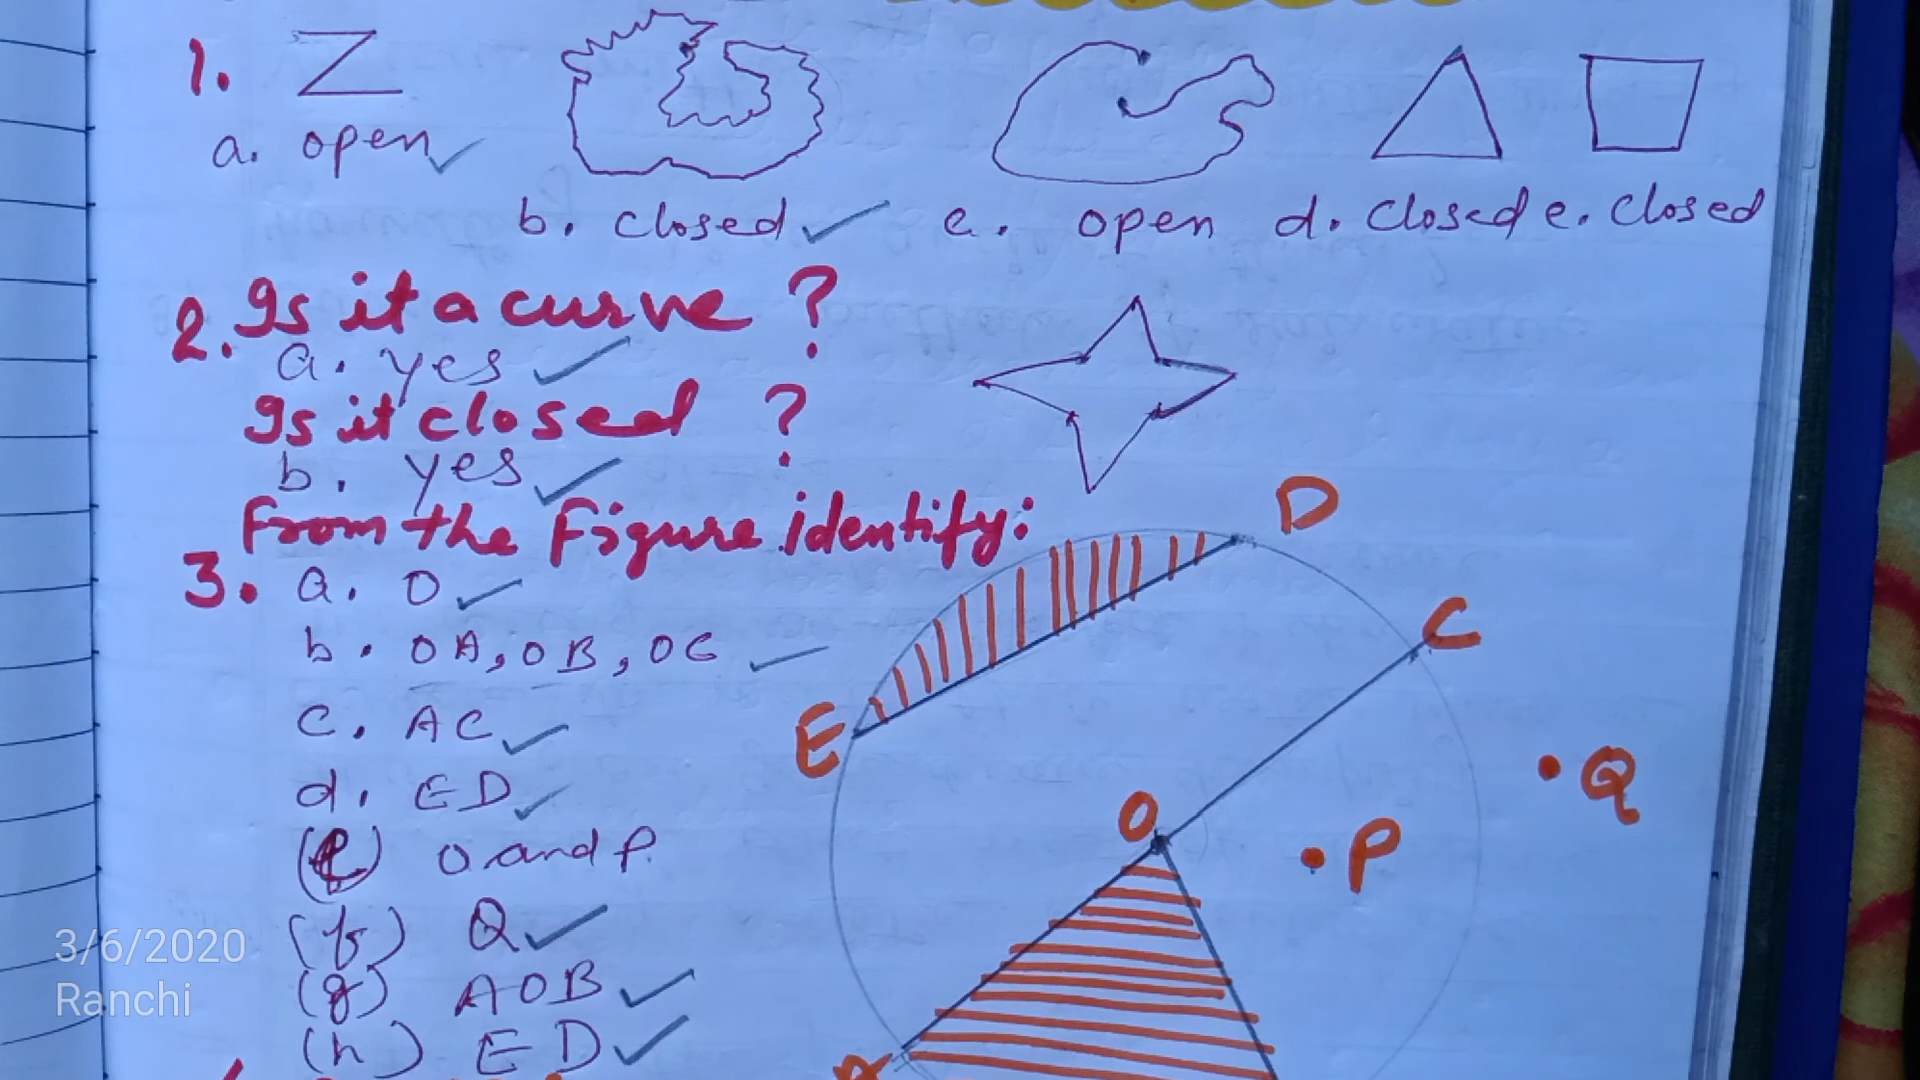 1.
a. open
b. closed c. open d. closed e. closed
2. Is it a curve ?
a. yes
Is it closed ?
b. yes
From the Figure identify:
3. a. O
b. OA, OB, OC
c. AC
d. ED
(e) O and P.
(f) Q
(g) AOB
(h) ED
D
C
E
Q
O
P
A
3/6/2020
Ranchi